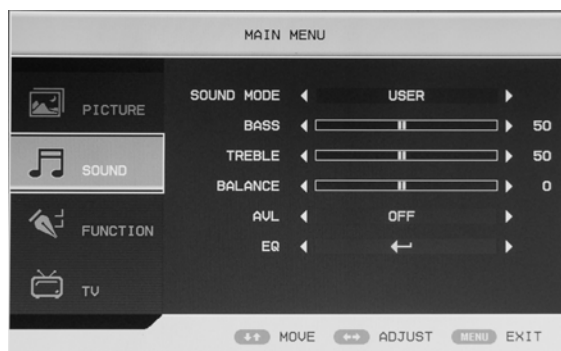 MAIN MENU
PICTURE
SOUND
FUNCTION
TV
SOUND MODE USER
BASS 50
TREBLE 50
BALANCE 0
AVL OFF
EQ
MOVE ADJUST MENU EXIT